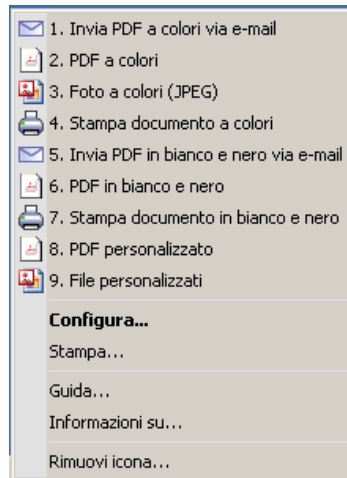 1. Invia PDF a colori via e-mail
2. PDF a colori
3. Foto a colori (JPEG)
4. Stampa documento a colori
5. Invia PDF in bianco e nero via e-mail
6. PDF in bianco e nero
7. Stampa documento in bianco e nero
8. PDF personalizzato
9. File personalizzati
Configura...
Stampa...
Guida...
Informazioni su...
Rimuovi icona...